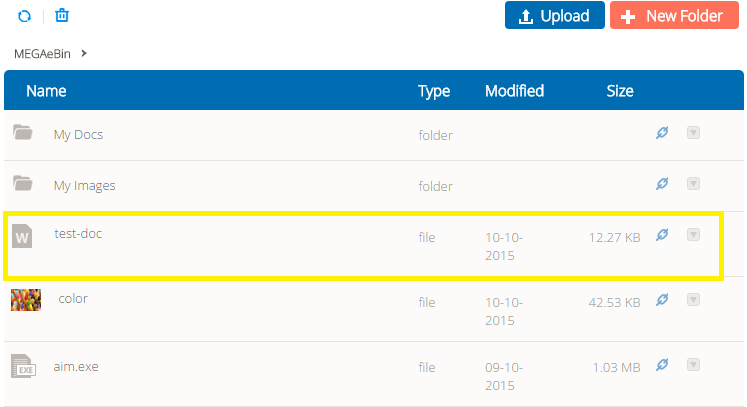 Upload New Folder
MEGAeBin
Name Type Modified Size
My Docs folder
My Images folder
W test-doc file 10-10-2015 12.27 KB
color file 10-10-2015 42.53 KB
EXE aim.exe file 09-10-2015 1.03 MB